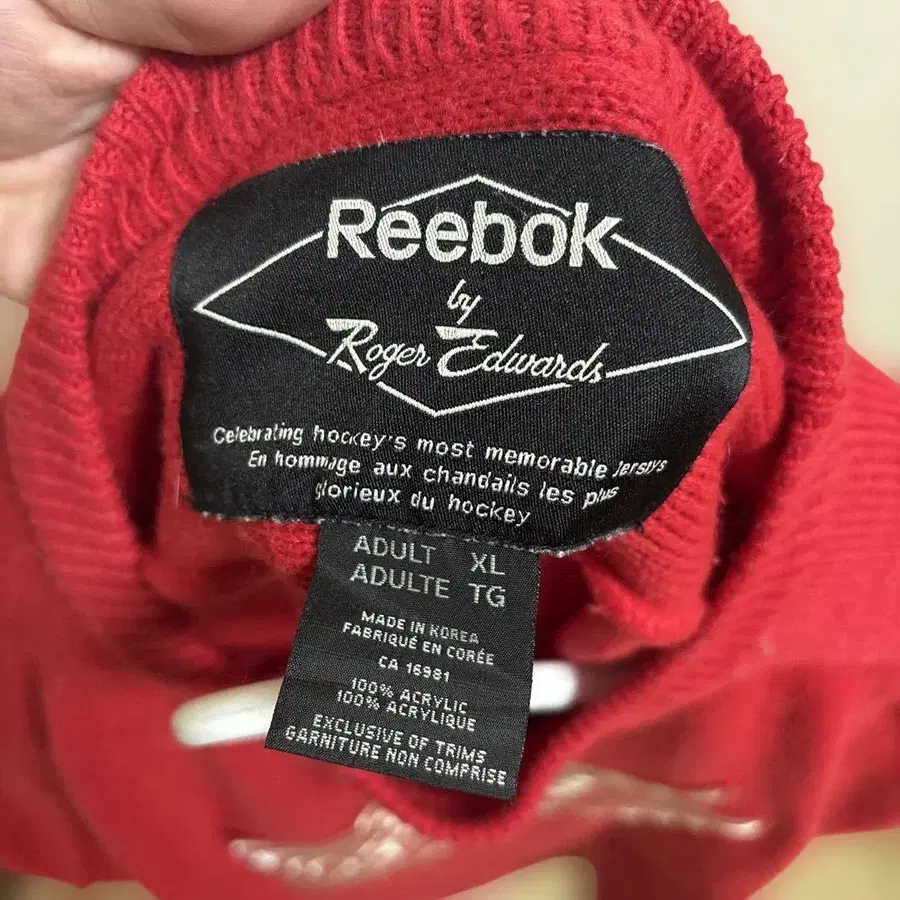 Reebok
by
Roger Edwards
Celebrating hockey's most memorable jersys
En hommage aux chandails les plus
glorieux du hockey
ADULT XL
ADULTE TG
MADE IN KOREA
FABRIQUÉ EN CORÉE
CA 16981
100% ACRYLIC
100% ACRYLIQUE
EXCLUSIVE OF TRIMS
GARNITURE NON COMPRISE